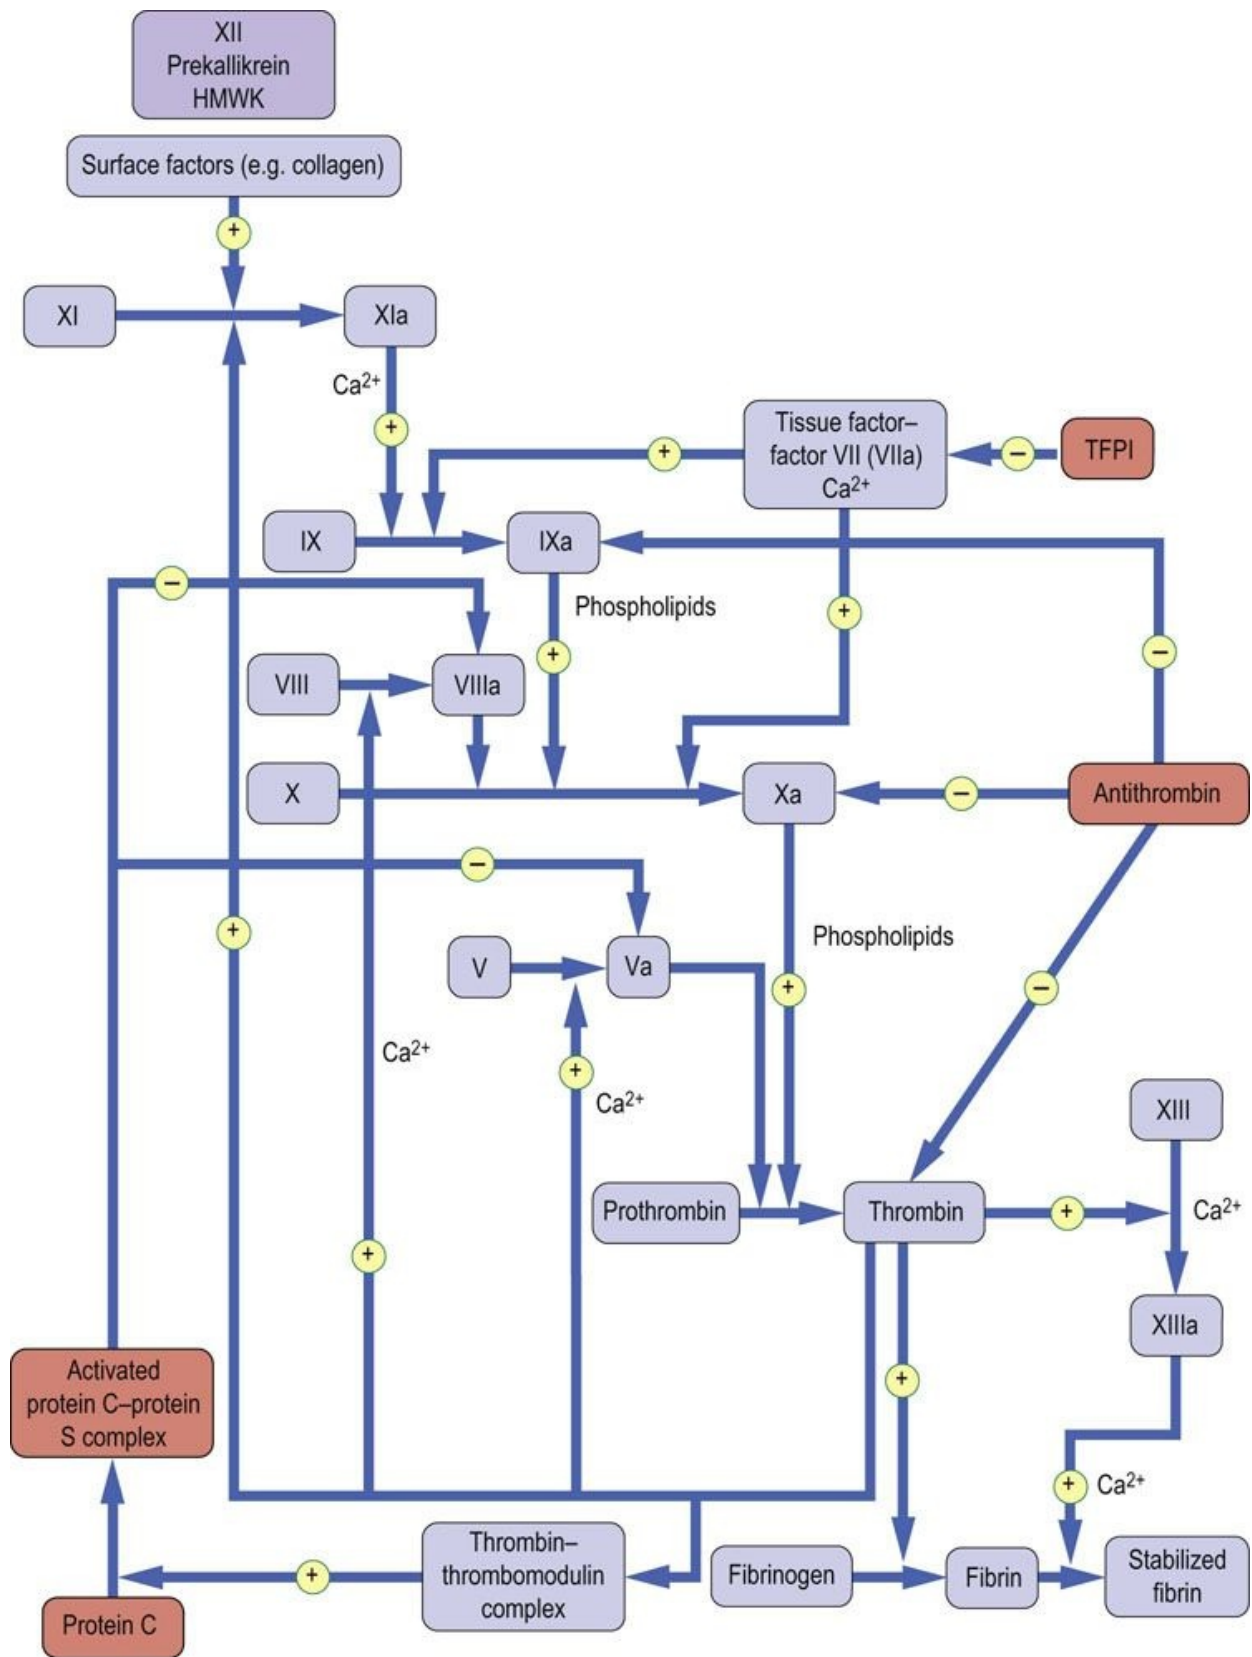 XII
Prekallikrein
HMWK
Surface factors (e.g. collagen)
+
XI
XIa
Ca2+
+
Tissue factor–
factor VII (VIIa)
Ca2+
+
–
TFPI
IX
IXa
–
Phospholipids
+
+
–
VIII
VIIIa
X
Xa
–
Antithrombin
–
+
V
Va
Phospholipids
+
–
Ca2+
+
Ca2+
XIII
Prothrombin
Thrombin
+
Ca2+
+
XIIIa
Activated
protein C–protein
S complex
+
+
Ca2+
Thrombin–
thrombomodulin
complex
+
Fibrinogen
Fibrin
Stabilized
fibrin
Protein C